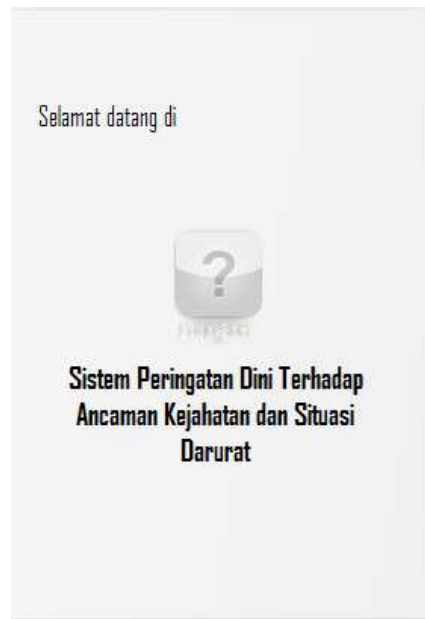 Selamat datang di
?
Sistem Peringatan Dini Terhadap
Ancaman Kejahatan dan Situasi
Darurat